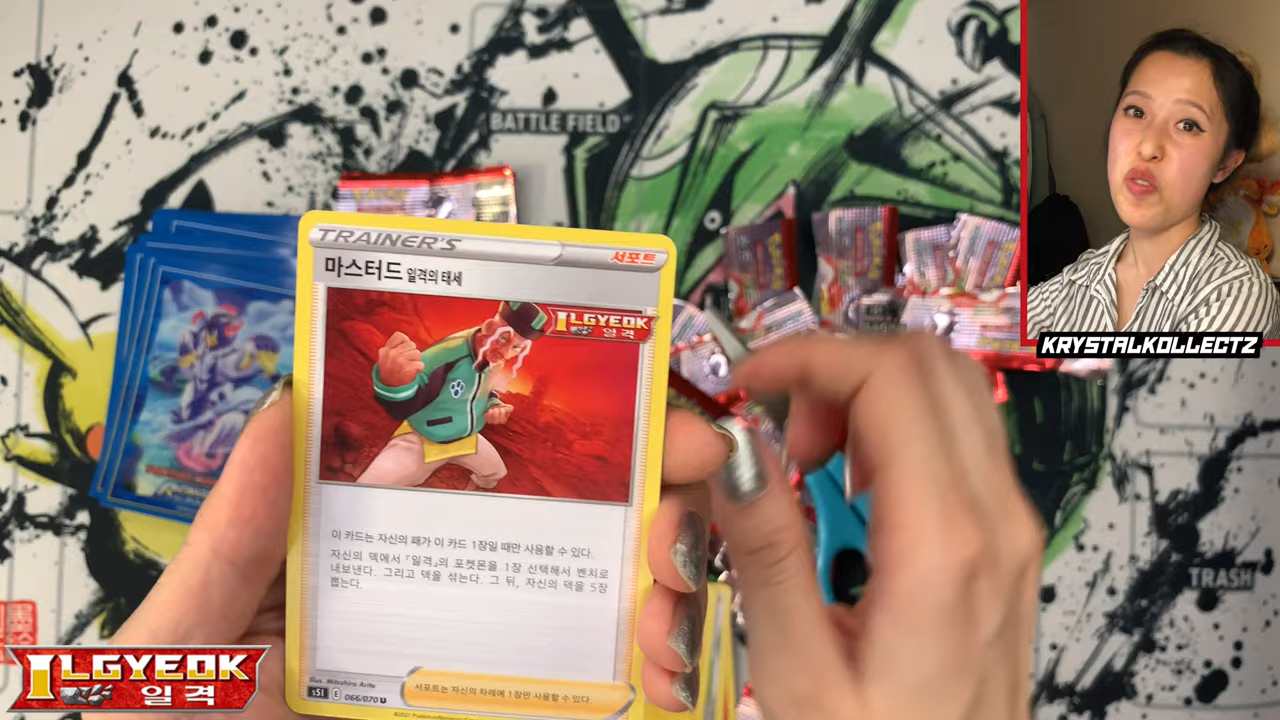 BATTLE FIELD
KRYSTALKOLLECTZ
TRAINER'S
서포트
마스터드 일격의 태세
ILGYEOK
일격
이 카드는 자신의 패가 이 카드 1장일 때만 사용할 수 있다.
자신의 덱에서 「일격」의 포켓몬을 1장 선택해서 벤치로
내보낸다. 그리고 덱을 섞는다. 그 뒤, 자신의 덱을 5장
뽑는다.
TRASH
ILGYEOK
일격
Illus. Mitsuhiro Arita
s5I E 066/070 U
서포트는 자신의 차례에 1장만 사용할 수 있다.